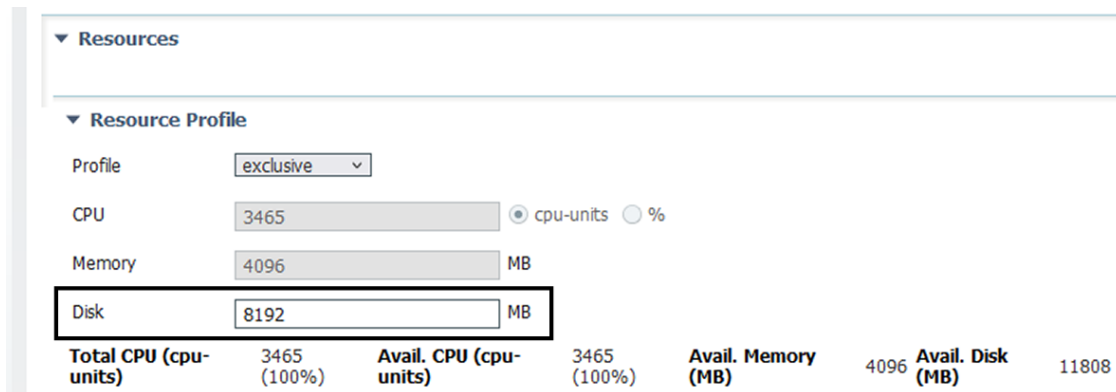 Resources
Resource Profile
Profile exclusive
CPU 3465 cpu-units %
Memory 4096 MB
Disk 8192 MB
Total CPU (cpu- 3465 Avail. CPU (cpu- 3465 Avail. Memory 4096 Avail. Disk 11808
units) (100%) units) (100%) (MB) (MB)